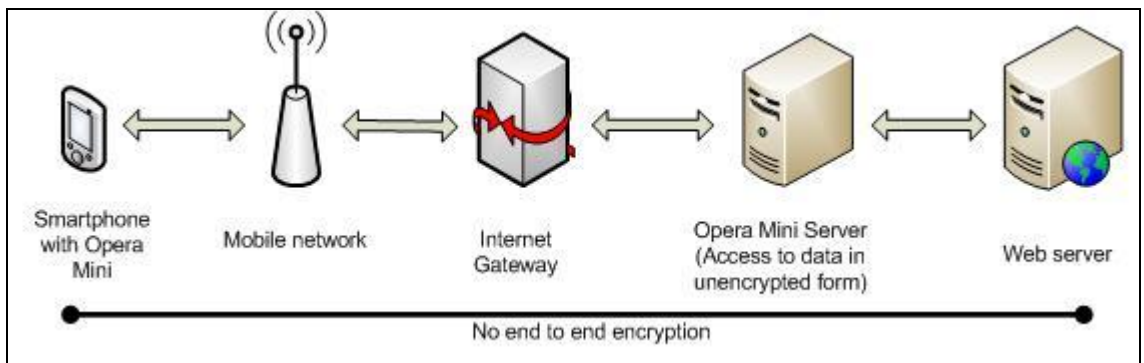 Smartphone
with Opera
Mini
Mobile network
Internet
Gateway
Opera Mini Server
(Access to data in
unencrypted form)
Web server
No end to end encryption